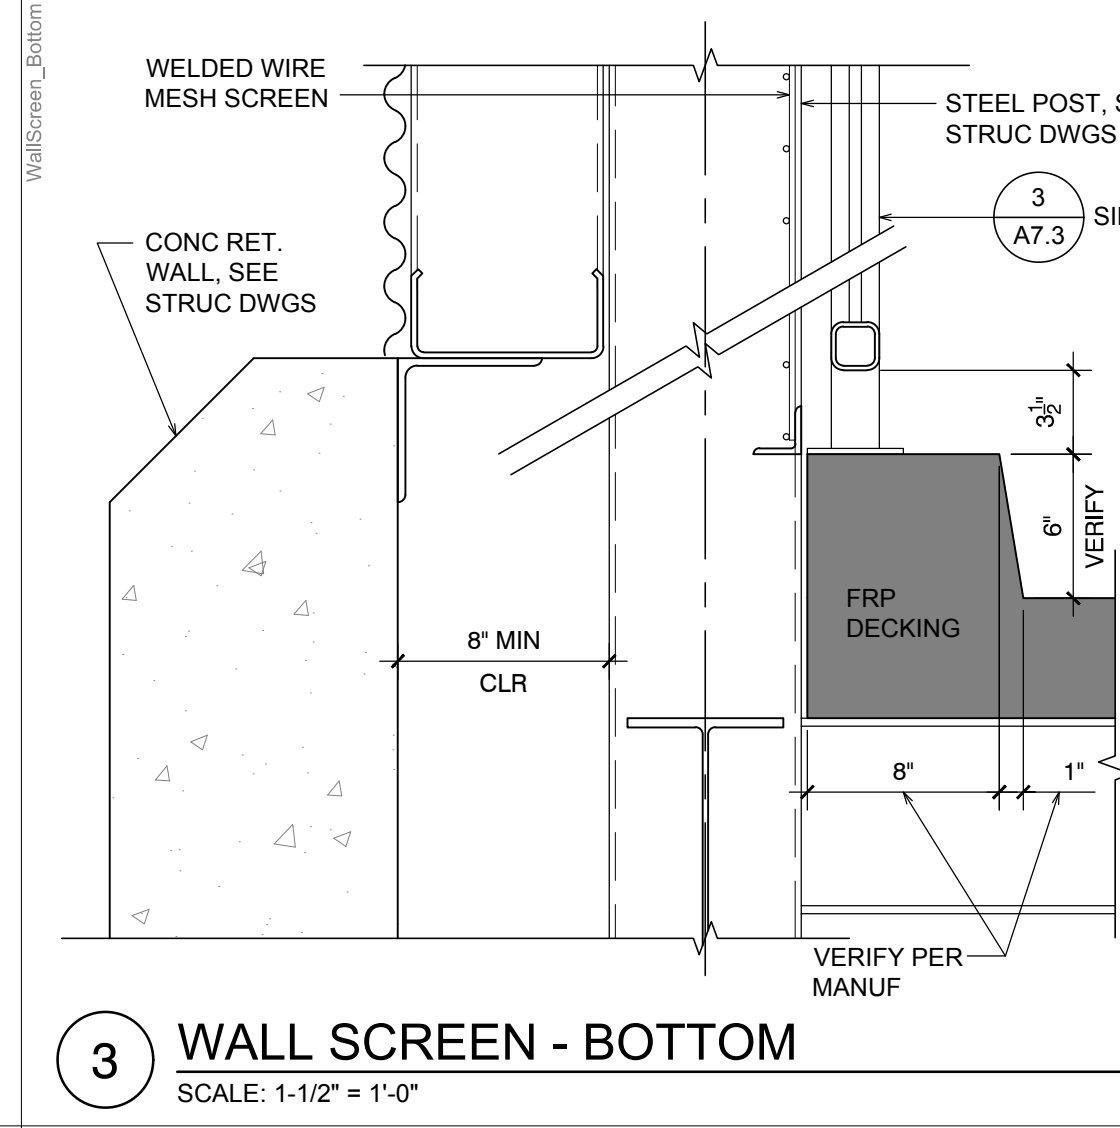 WallScreen_Bottom
WELDED WIRE
MESH SCREEN
STEEL POST,
STRUC DWGS
3
A7.3
CONC RET.
WALL, SEE
STRUC DWGS
3 1/2"
6"
VERIFY
FRP
DECKING
8" MIN
CLR
8"
1"
VERIFY PER
MANUF
3
WALL SCREEN - BOTTOM
SCALE: 1-1/2" = 1'-0"